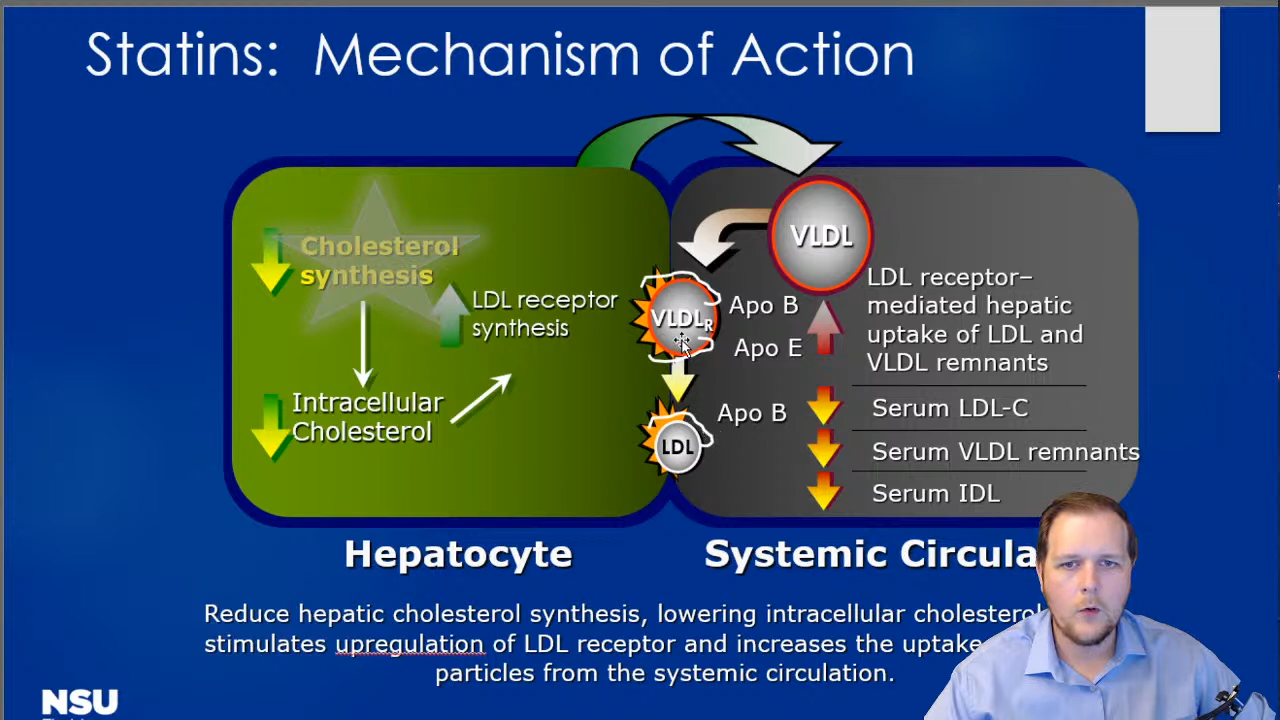 Statins: Mechanism of Action
VLDL
Cholesterol
synthesis
LDL receptor
synthesis
Intracellular
Cholesterol
VLDLR
Apo B
Apo E
LDL
Apo B
LDL receptor–
mediated hepatic
uptake of LDL and
VLDL remnants
Serum LDL-C
Serum VLDL remnants
Serum IDL
Hepatocyte
Systemic Circula
Reduce hepatic cholesterol synthesis, lowering intracellular cholesterol
stimulates upregulation of LDL receptor and increases the uptake
particles from the systemic circulation.
NSU